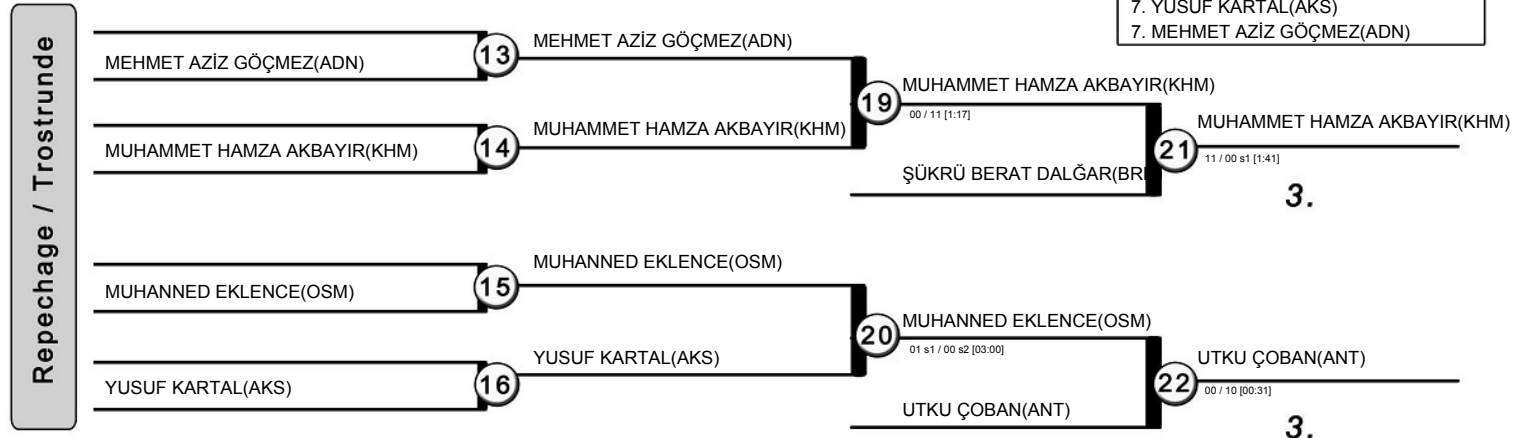 Repechage / Trostrunde
7. YUSUF KARTAL(AKS)
7. MEHMET AZİZ GÖÇMEZ(ADN)
MEHMET AZİZ GÖÇMEZ(ADN)
13
MEHMET AZİZ GÖÇMEZ(ADN)
MUHAMMET HAMZA AKBAYIR(KHM)
14
MUHAMMET HAMZA AKBAYIR(KHM)
19
MUHAMMET HAMZA AKBAYIR(KHM)
00 / 11 [1:17]
ŞÜKRÜ BERAT DALĞAR
21
MUHAMMET HAMZA AKBAYIR(KHM)
11 / 00 s1 [1:41]
3.
MUHANNED EKLENCE(OSM)
15
MUHANNED EKLENCE(OSM)
YUSUF KARTAL(AKS)
16
YUSUF KARTAL(AKS)
20
MUHANNED EKLENCE(OSM)
01 s1 / 00 s2 [03:00]
UTKU ÇOBAN(ANT)
22
UTKU ÇOBAN(ANT)
00 / 10 [00:31]
3.